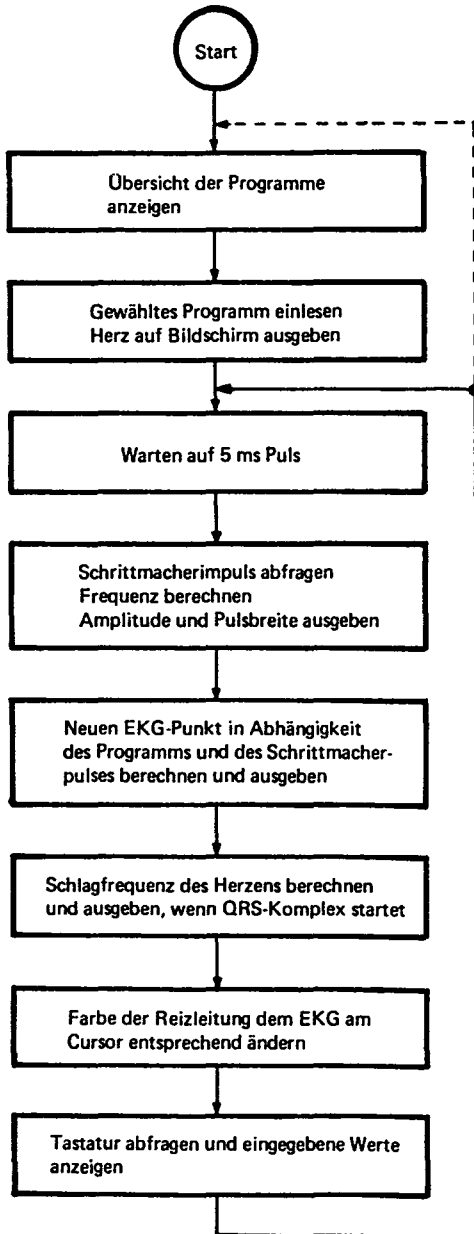 Start
Übersicht der Programme
anzeigen
Gewähltes Programm einlesen
Herz auf Bildschirm ausgeben
Warten auf 5 ms Puls
Schrittmacherimpuls abfragen
Frequenz berechnen
Amplitude und Pulsbreite ausgeben
Neuen EKG-Punkt in Abhängigkeit
des Programms und des Schrittmacher-
pulses berechnen und ausgeben
Schlagfrequenz des Herzens berechnen
und ausgeben, wenn QRS-Komplex startet
Farbe der Reizleitung dem EKG am
Cursor entsprechend ändern
Tastatur abfragen und eingegebene Werte
anzeigen